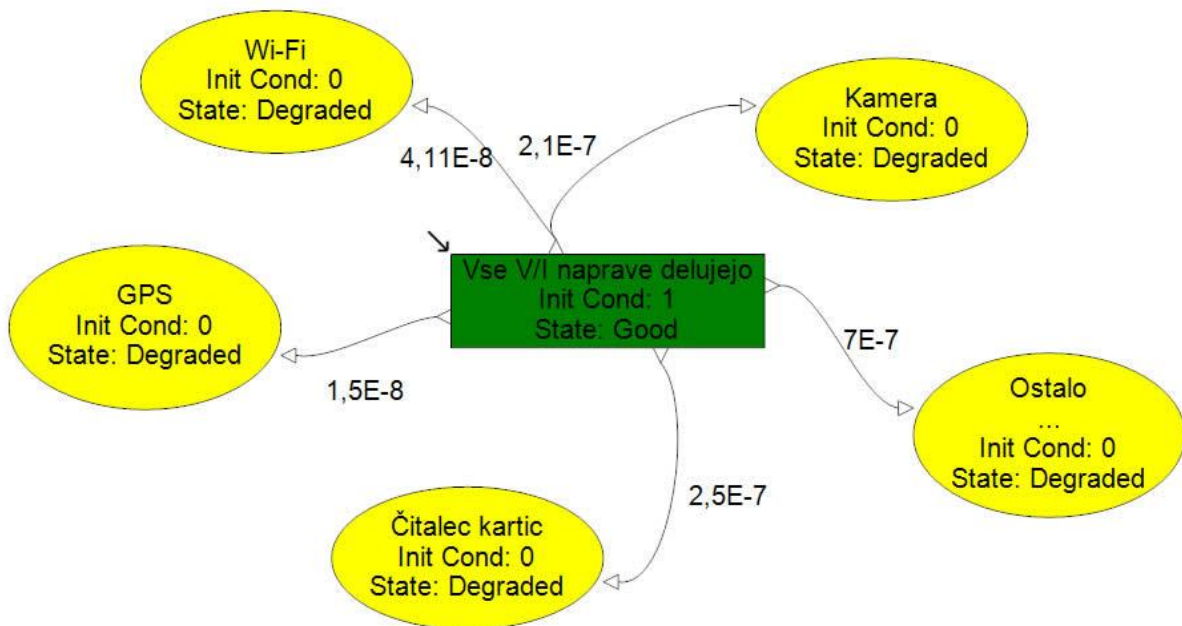 Wi-Fi
Init Cond: 0
State: Degraded
Kamera
Init Cond: 0
State: Degraded
4,11E-8
2,1E-7
Vse V/I naprave delujejo
Init Cond: 1
State: Good
GPS
Init Cond: 0
State: Degraded
1,5E-8
7E-7
Ostalo
...
Init Cond: 0
State: Degraded
2,5E-7
Čitalec kartic
Init Cond: 0
State: Degraded